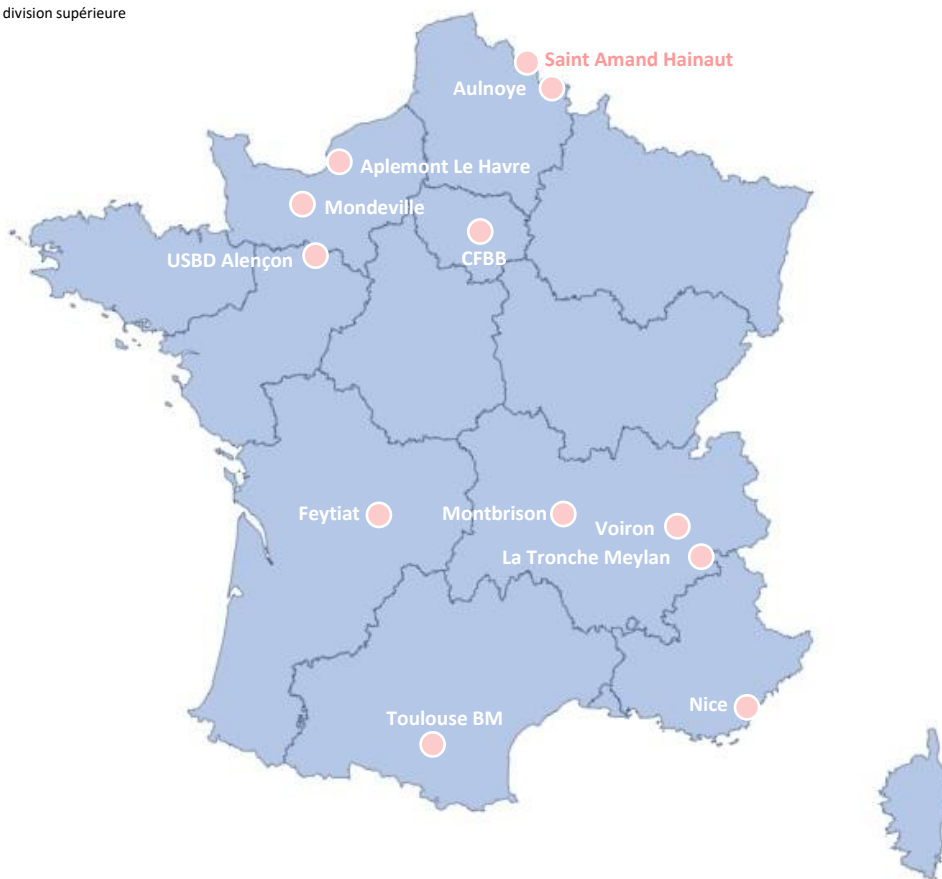 division supérieure
Saint Amand Hainaut
Aulnoye
Aplemont Le Havre
Mondeville
USBD Alençon
CFBB
Feytiat
Montbrison
Voiron
La Tronche Meylan
Nice
Toulouse BM